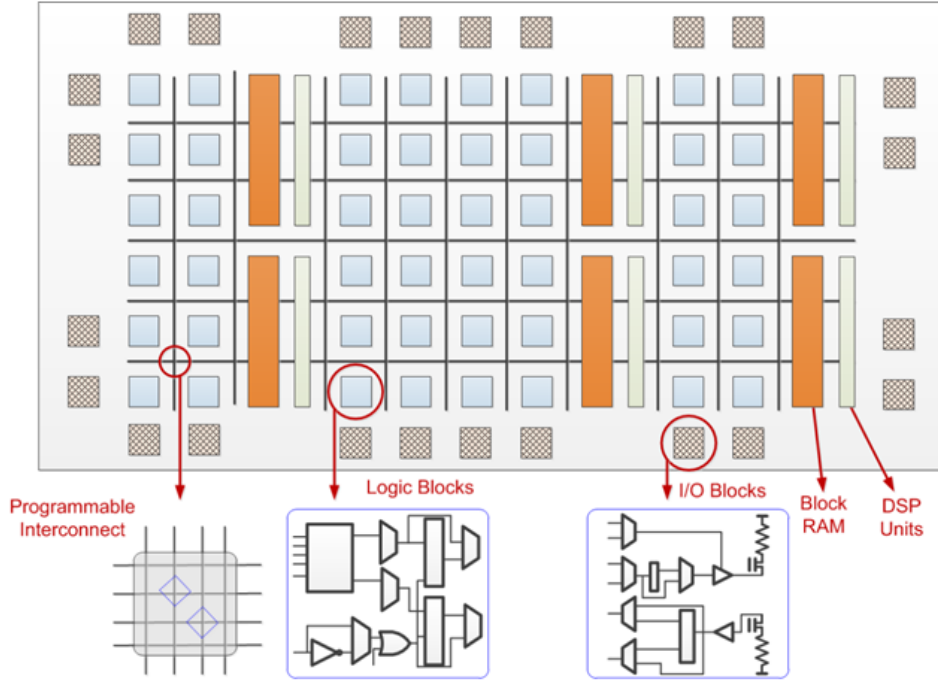 Programmable
Interconnect
Logic Blocks
I/O Blocks
Block
RAM
DSP
Units